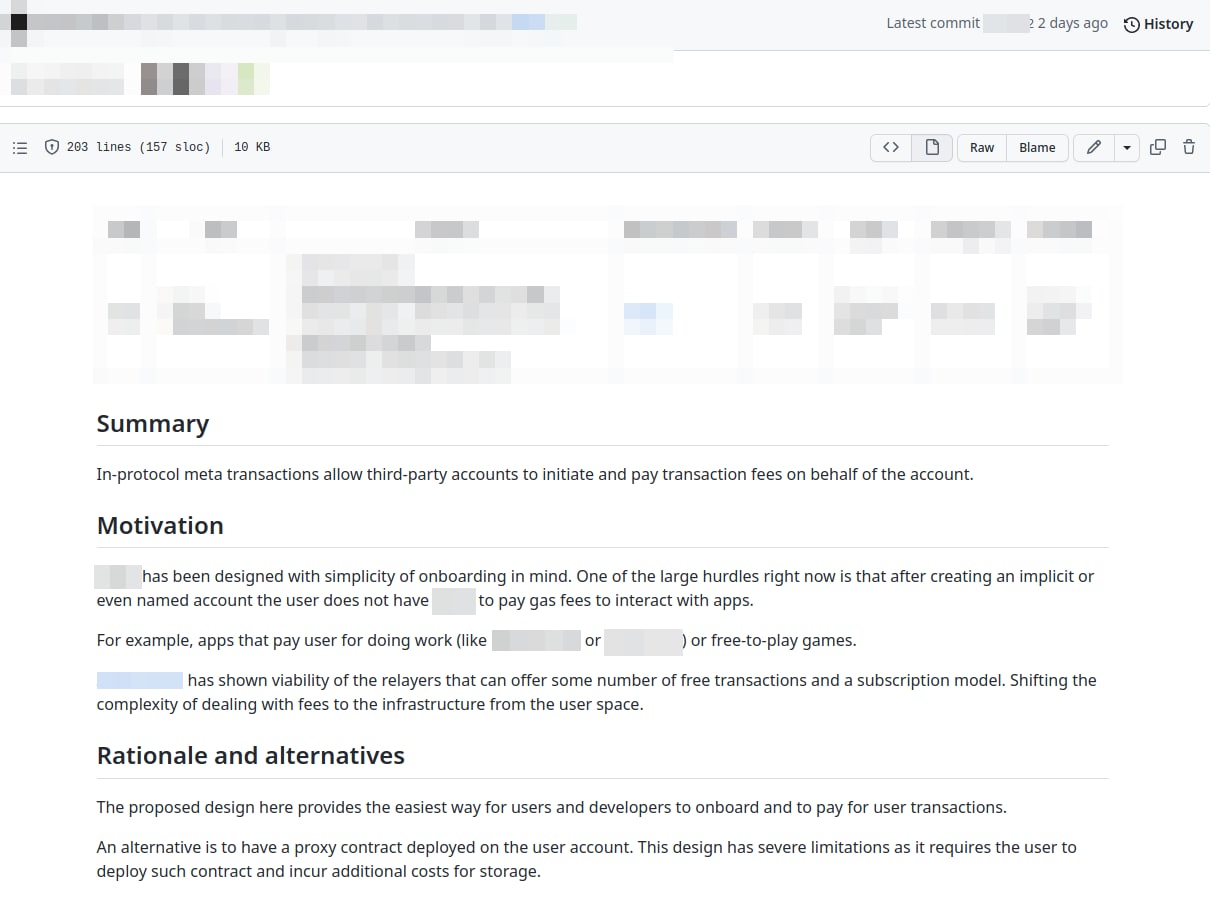 Latest commit 2 days ago History
203 lines (157 sloc) 10 KB
Raw Blame
Summary
In-protocol meta transactions allow third-party accounts to initiate and pay transaction fees on behalf of the account.
Motivation
has been designed with simplicity of onboarding in mind. One of the large hurdles right now is that after creating an implicit or
even named account the user does not have to pay gas fees to interact with apps.
For example, apps that pay user for doing work (like or ) or free-to-play games.
has shown viability of the relayers that can offer some number of free transactions and a subscription model. Shifting the
complexity of dealing with fees to the infrastructure from the user space.
Rationale and alternatives
The proposed design here provides the easiest way for users and developers to onboard and to pay for user transactions.
An alternative is to have a proxy contract deployed on the user account. This design has severe limitations as it requires the user to
deploy such contract and incur additional costs for storage.